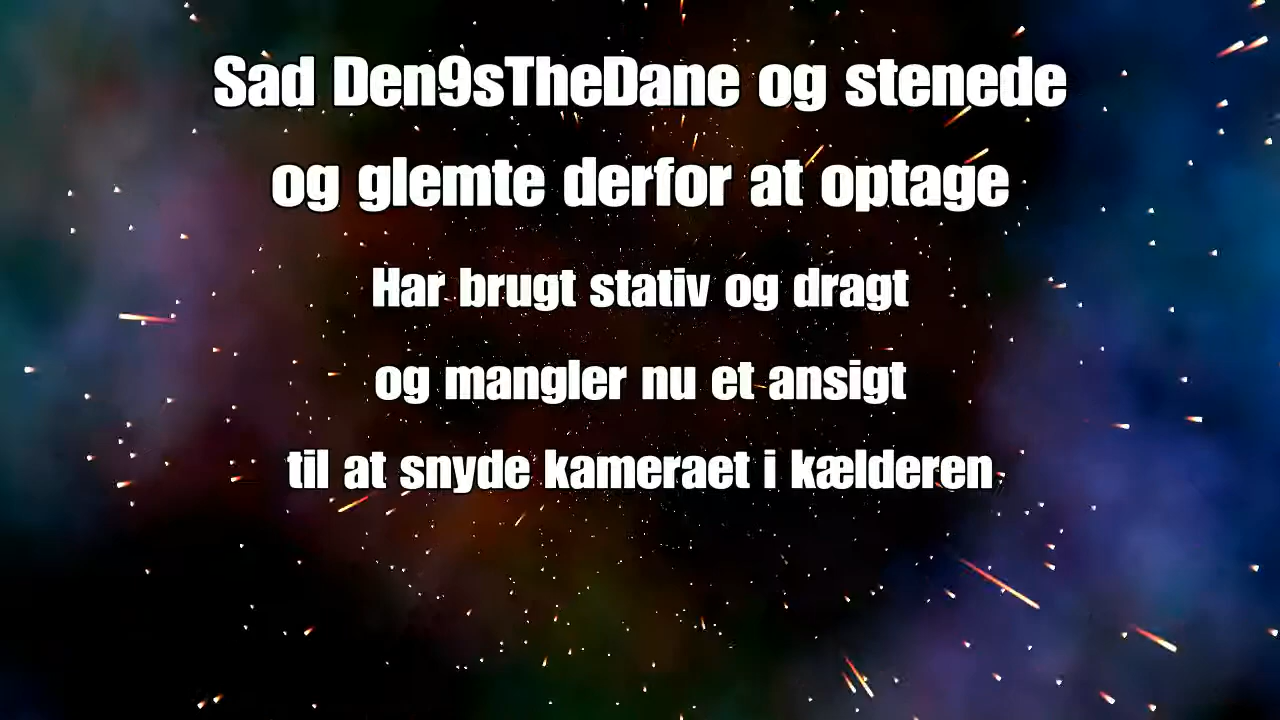 Sad Den9sTheDane og stenede
og glemte derfor at optage
Har brugt stativ og dragt
og mangler nu et ansigt
til at snyde kameraet i kælderen